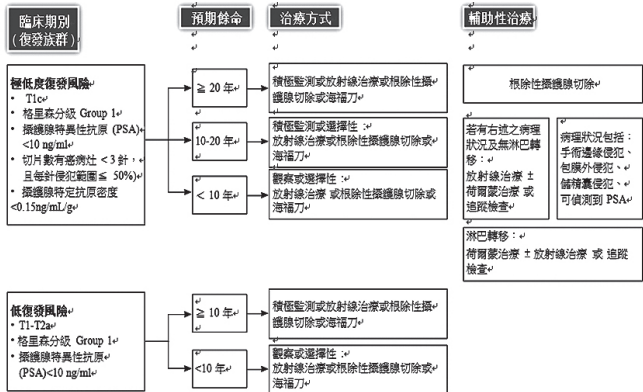 臨床期別
(復發族群)
預期餘命
治療方式
輔助性治療
極低度復發風險
• T1c
• 格里森分級 Group 1
• 攝護腺特異性抗原 (PSA)
<10 ng/ml
• 切片數有癌病灶 < 3 針，
且每針侵犯範圍≦ 50%)
• 攝護腺特定抗原密度
<0.15ng/mL/g
≧ 20 年
積極監測或放射線治療或根除性攝
護腺切除或海福刀
10-20 年
積極監測或選擇性：
放射線治療或根除性攝護腺切除或
海福刀
< 10 年
觀察或選擇性：
放射線治療 或根除性攝護腺切除或
海福刀
根除性攝護腺切除
若有右述之病理
狀況及無淋巴轉
移：
放射線治療 ±
荷爾蒙治療 或
追蹤檢查
病理狀況包括：
手術邊緣侵犯、
包膜外侵犯、
儲精囊侵犯、
可偵測到 PSA
淋巴轉移：
荷爾蒙治療 ± 放射線治療 或 追蹤
檢查
低復發風險
• T1-T2a
• 格里森分級 Group 1
• 攝護腺特異性抗原
(PSA)<10 ng/ml
≧ 10 年
積極監測或放射線治療或根除性攝
護腺切除或海福刀
<10 年
觀察或選擇性：
放射線治療或根除性攝護腺切除或
海福刀